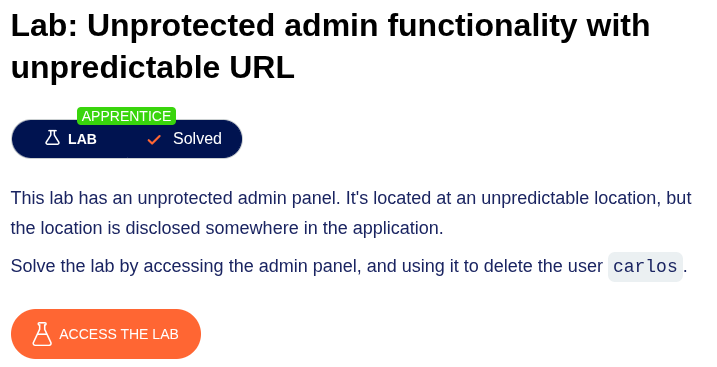 Lab: Unprotected admin functionality with
unpredictable URL
APPRENTICE
LAB Solved
This lab has an unprotected admin panel. It's located at an unpredictable location, but
the location is disclosed somewhere in the application.
Solve the lab by accessing the admin panel, and using it to delete the user carlos.
ACCESS THE LAB